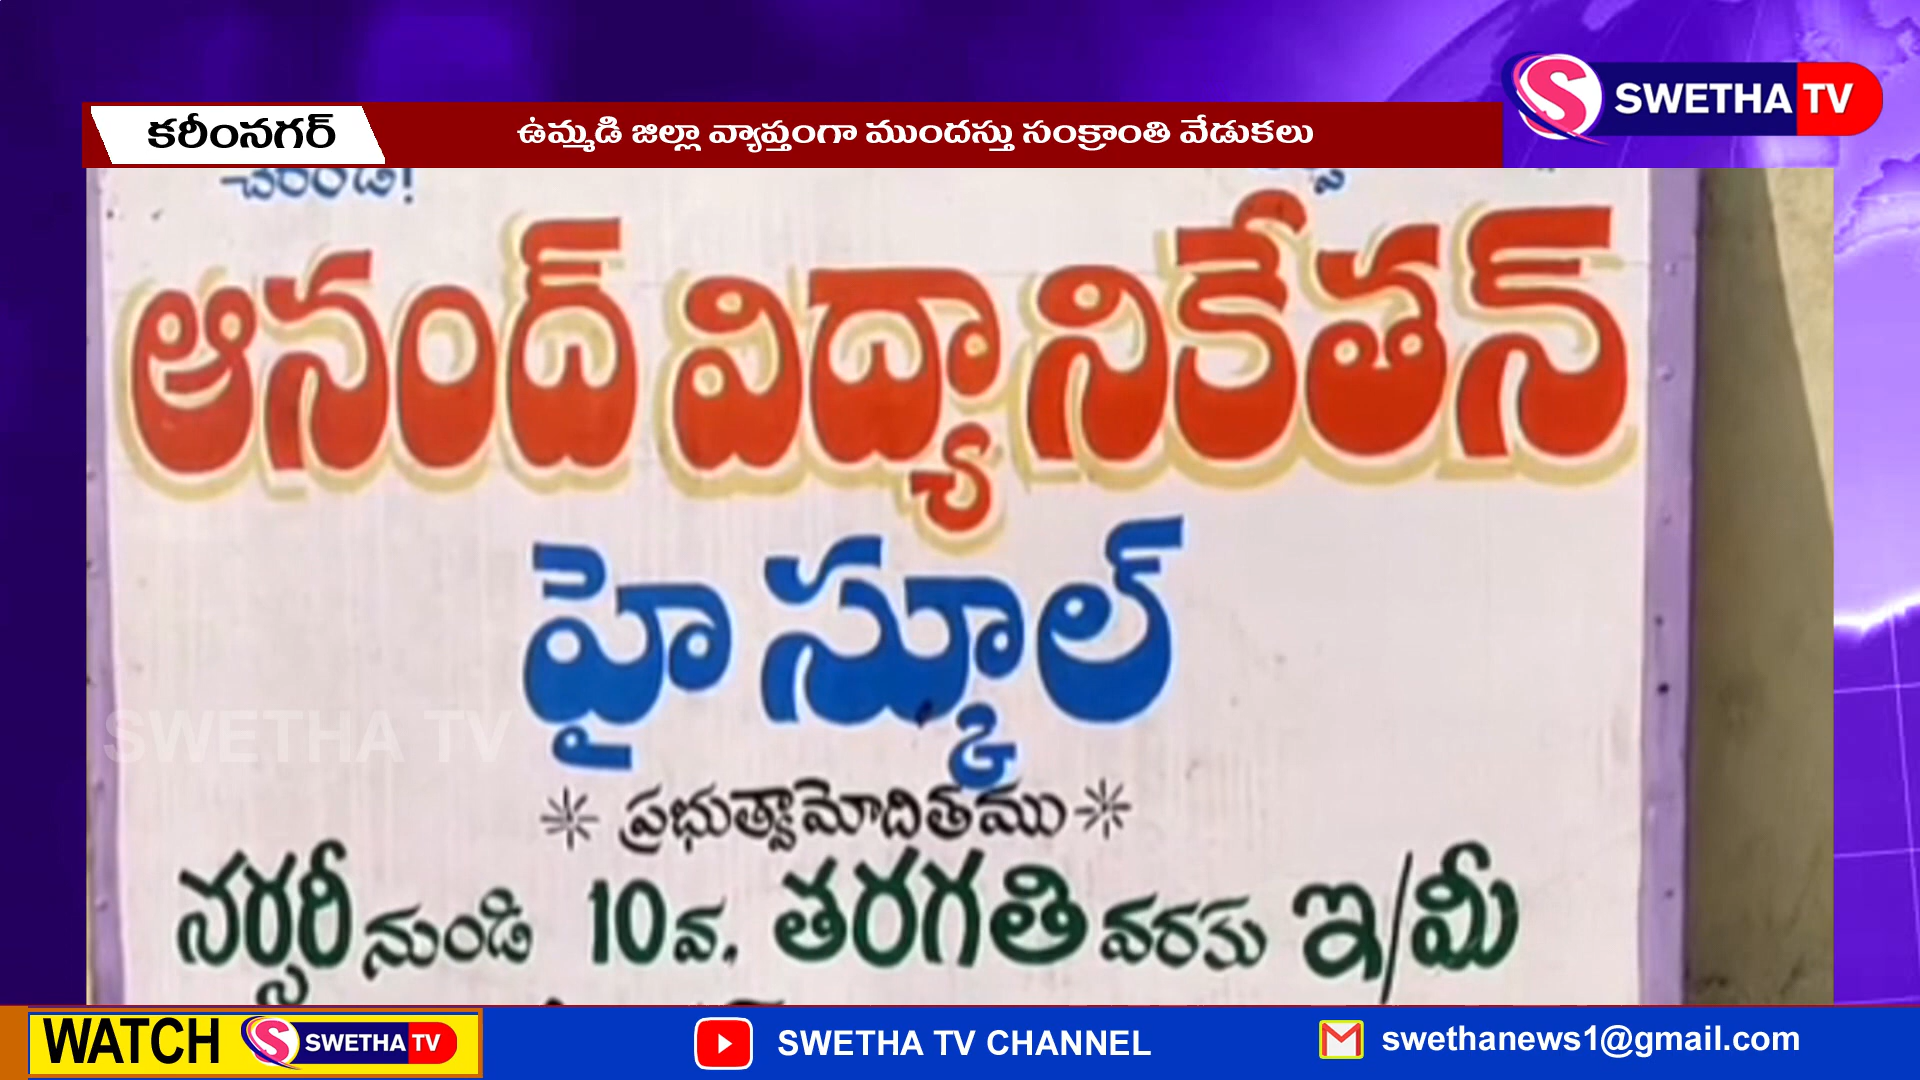 SWETHA TV
కరీంనగర్ ఉమ్మడి జిల్లా వ్యాప్తంగా ముందస్తు సంక్రాంతి వేడుకలు
ఆనంద్ విద్యా నికేతన్
హై స్కూల్
SWETHA TV
ప్రభుత్వామోదితము
నర్సరీ నుండి 10వ. తరగతి వరకు ఇ/మీ
WATCH SWETHA TV SWETHA TV CHANNEL swethanews1@gmail.com